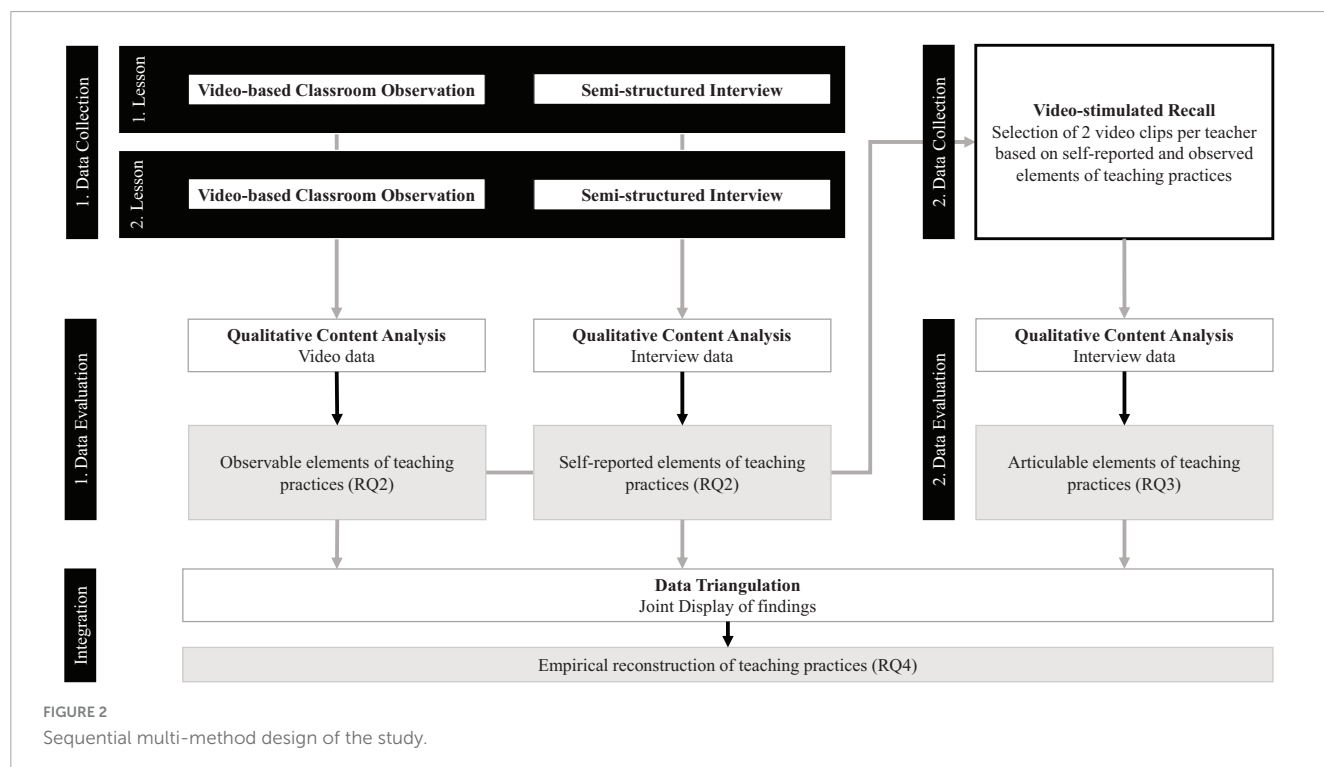 1. Data Collection
1. Lesson
Video-based Classroom Observation
Semi-structured Interview
2. Lesson
Video-based Classroom Observation
Semi-structured Interview
2. Data Collection
Video-stimulated Recall
Selection of 2 video clips per teacher
based on self-reported and observed
elements of teaching practices
1. Data Evaluation
Qualitative Content Analysis
Video data
Qualitative Content Analysis
Interview data
Observable elements of teaching
practices (RQ2)
Self-reported elements of teaching
practices (RQ2)
2. Data Evaluation
Qualitative Content Analysis
Interview data
Articulable elements of teaching
practices (RQ3)
Integration
Data Triangulation
Joint Display of findings
Empirical reconstruction of teaching practices (RQ4)
FIGURE 2
Sequential multi-method design of the study.